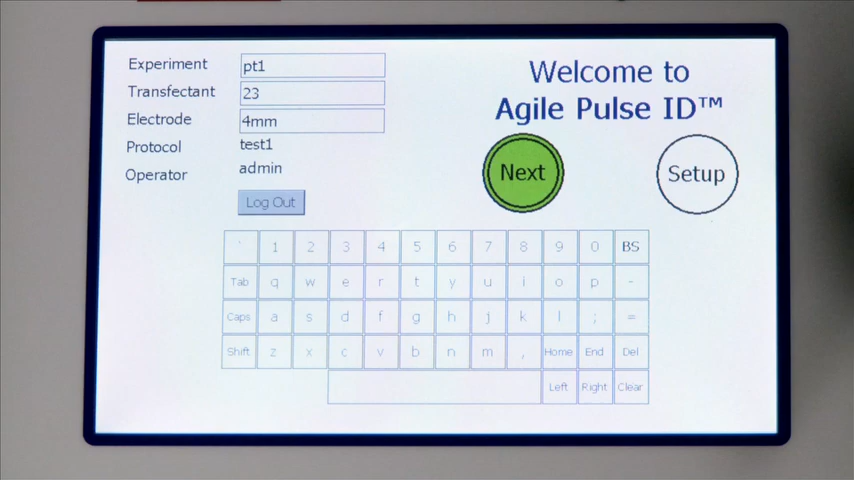 Experiment pt1
Transfectant 23
Electrode 4mm
Protocol test1
Operator admin
Log Out
Welcome to
Agile Pulse ID™
Next
Setup
` 1 2 3 4 5 6 7 8 9 0 BS
Tab q w e r t y u i o p -
Caps a s d f g h j k l ; =
Shift z x c v b n m , Home End Del
Left Right Clear